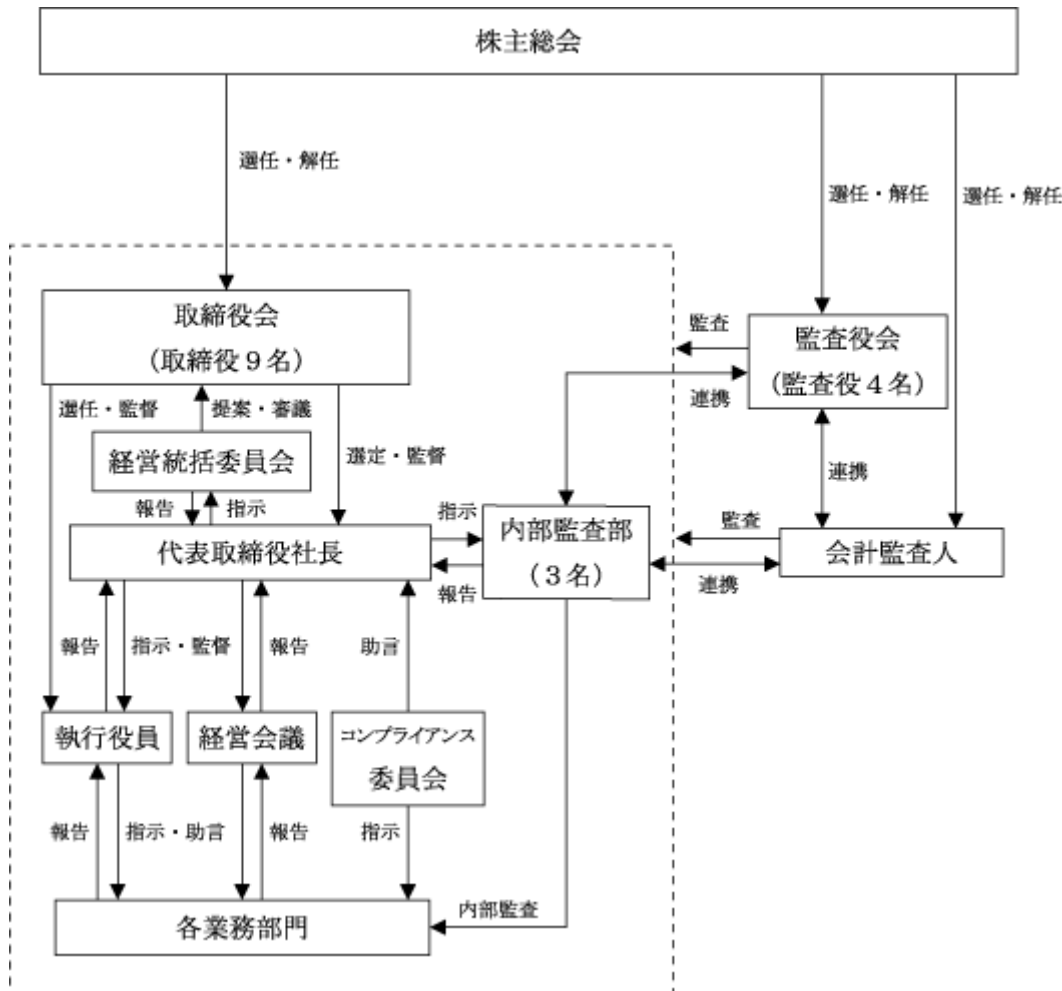 株主総会
選任・解任
選任・解任
選任・解任
取締役会
(取締役9名)
監査
監査役会
(監査役4名)
連携
選任・監督
提案・審議
経営統括委員会
選定・監督
連携
報告
指示
指示
内部監査部
(3名)
監査
代表取締役社長
会計監査人
報告
連携
報告
指示・監督
報告
助言
執行役員
経営会議
コンプライアンス
委員会
報告
指示・助言
報告
指示
内部監査
各業務部門